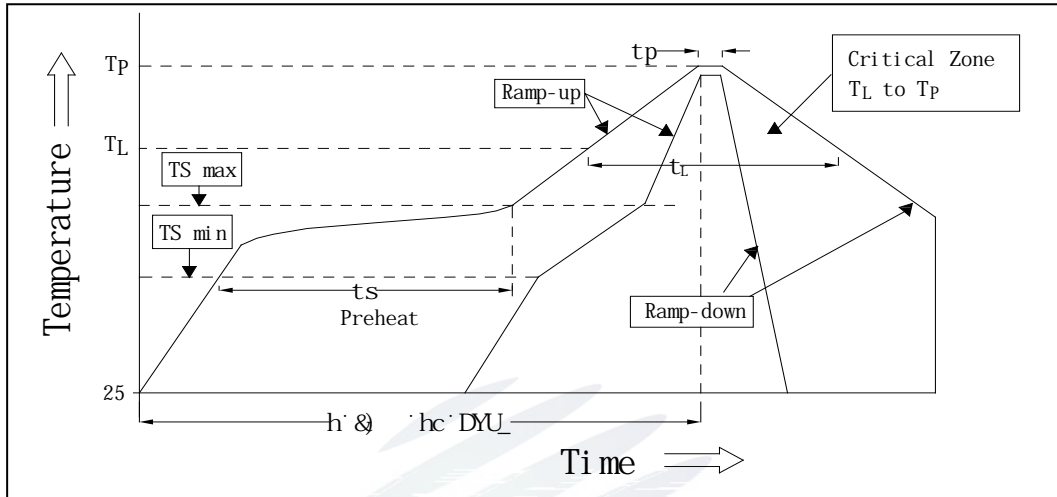 tp
Critical Zone
TL to TP
TP
Ramp-up
TL
tL
TS max
TS min
ts
Preheat
Ramp-down
Temperature
25
Time